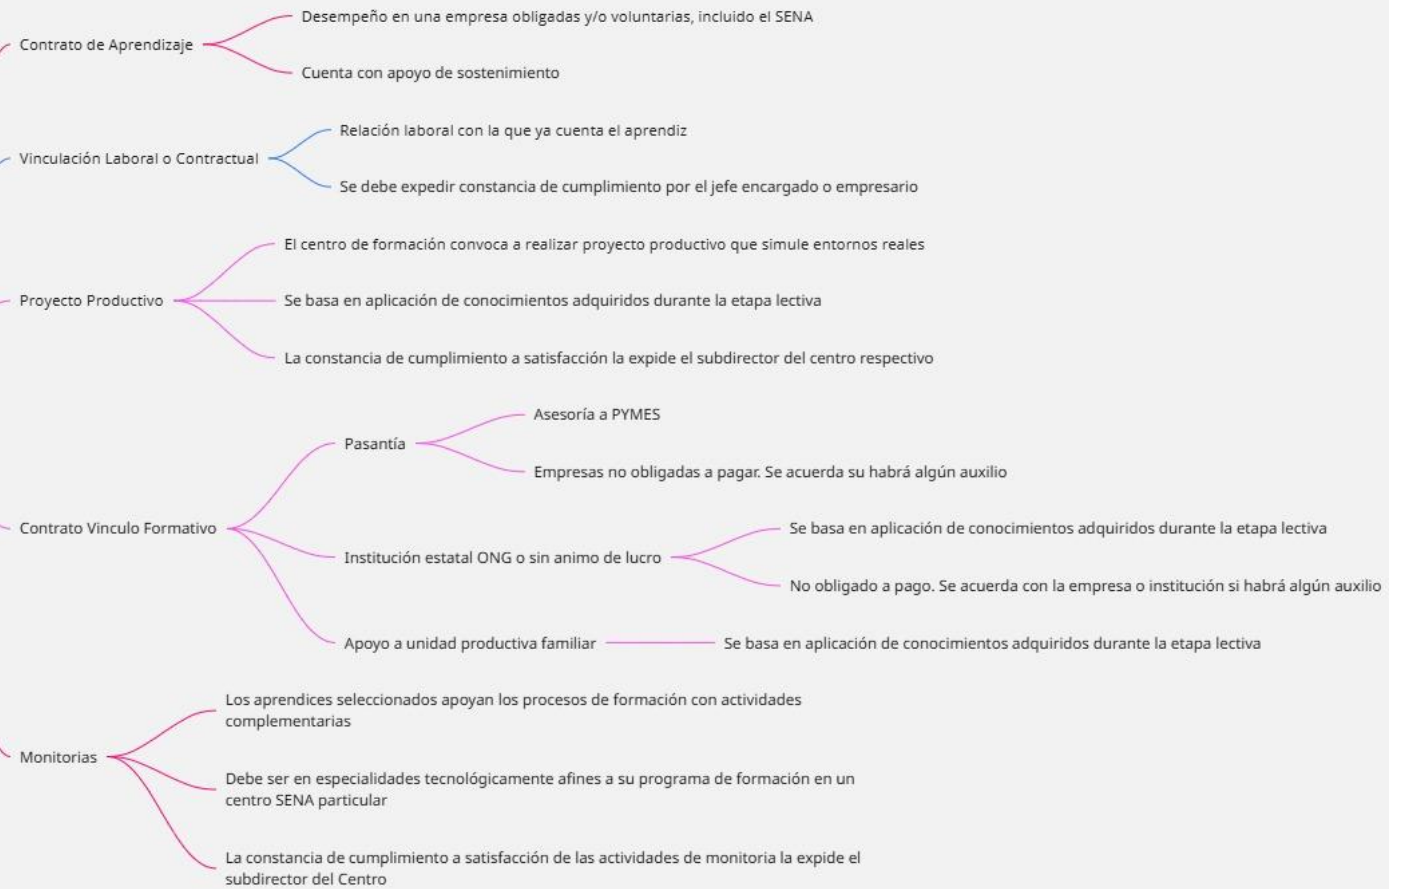 Contrato de Aprendizaje
Desempeño en una empresa obligadas y/o voluntarias, incluido el SENA
Cuenta con apoyo de sostenimiento
Vinculación Laboral o Contractual
Relación laboral con la que ya cuenta el aprendiz
Se debe expedir constancia de cumplimiento por el jefe encargado o empresario
Proyecto Productivo
El centro de formación convoca a realizar proyecto productivo que simule entornos reales
Se basa en aplicación de conocimientos adquiridos durante la etapa lectiva
La constancia de cumplimiento a satisfacción la expide el subdirector del centro respectivo
Contrato Vinculo Formativo
Pasantía
Asesoría a PYMES
Empresas no obligadas a pagar. Se acuerda su habrá algún auxilio
Institución estatal ONG o sin animo de lucro
Se basa en aplicación de conocimientos adquiridos durante la etapa lectiva
No obligado a pago. Se acuerda con la empresa o institución si habrá algún auxilio
Apoyo a unidad productiva familiar
Se basa en aplicación de conocimientos adquiridos durante la etapa lectiva
Monitorias
Los aprendices seleccionados apoyan los procesos de formación con actividades
complementarias
Debe ser en especialidades tecnológicamente afines a su programa de formación en un
centro SENA particular
La constancia de cumplimiento a satisfacción de las actividades de monitoria la expide el
subdirector del Centro